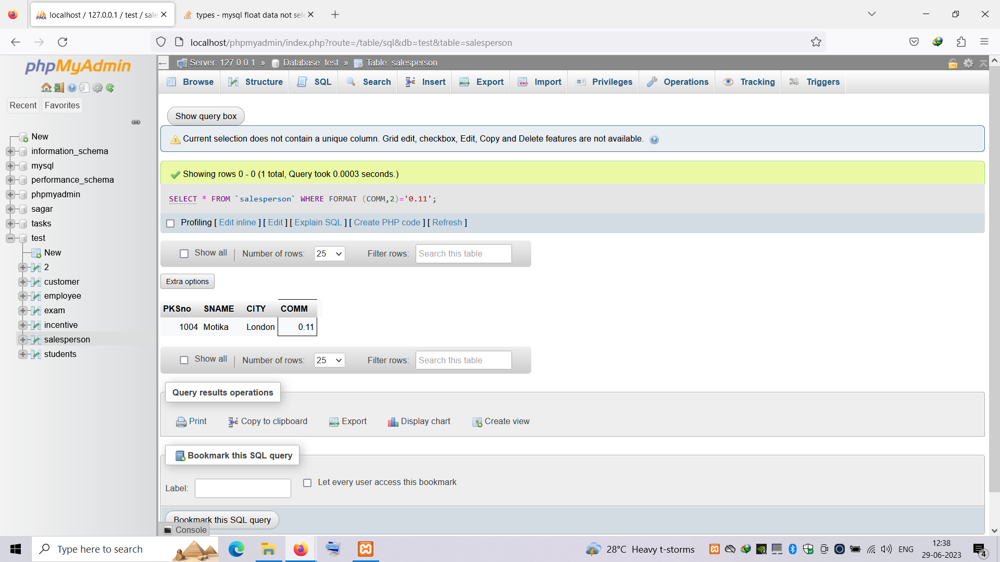 localhost / 127.0.0.1 / test / sale
types - mysql float data not sele
localhost/phpmyadmin/index.php?route=/table/sql&db=test&table=salesperson
phpMyAdmin
Recent
Favorites
New
information_schema
mysql
performance_schema
phpmyadmin
sagar
tasks
test
New
2
customer
employee
exam
incentive
salesperson
students
Server: 127.0.0.1 » Database: test » Table: salesperson
Browse Structure SQL Search Insert Export Import Privileges Operations Tracking Triggers
Show query box
Current selection does not contain a unique column. Grid edit, checkbox, Edit, Copy and Delete features are not available.
Showing rows 0 - 0 (1 total, Query took 0.0003 seconds.)
SELECT * FROM `salesperson` WHERE FORMAT (COMM,2)='0.11';
Profiling [ Edit inline ] [ Edit ] [ Explain SQL ] [ Create PHP code ] [ Refresh ]
Show all | Number of rows: 25 Filter rows: Search this table
Extra options
PKSno SNAME CITY COMM
1004 Motika London 0.11
Show all | Number of rows: 25 Filter rows: Search this table
Query results operations
Print Copy to clipboard Export Display chart Create view
Bookmark this SQL query
Label: Let every user access this bookmark
Bookmark this SQL query
Console
Type here to search
28°C Heavy t-storms
ENG
12:38
29-06-2023
4